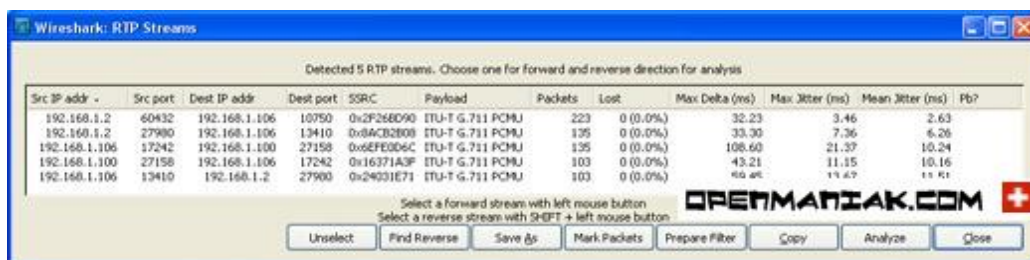 Wireshark: RTP Streams
Detected 5 RTP streams. Choose one for forward and reverse direction for analysis
Src IP addr Src port Dest IP addr Dest port SSRC Payload Packets Lost Max Delta (ms) Max Jitter (ms) Mean Jitter (ms) Pb?
192.168.1.2 60432 192.168.1.106 10750 0x2F26BD90 ITU-T G.711 PCMU 223 0 (0.0%) 32.23 3.46 2.63
192.168.1.2 27980 192.168.1.106 13410 0x8ACB2B08 ITU-T G.711 PCMU 135 0 (0.0%) 33.30 7.36 6.26
192.168.1.106 17242 192.168.1.100 27158 0x6EFE0D6C ITU-T G.711 PCMU 135 0 (0.0%) 108.60 21.37 10.24
192.168.1.100 27158 192.168.1.106 17242 0x16371A3F ITU-T G.711 PCMU 103 0 (0.0%) 43.21 11.15 10.16
192.168.1.106 13410 192.168.1.2 27980 0x24031E71 ITU-T G.711 PCMU 103 0 (0.0%) 59.45 13.67 11.51
Select a forward stream with left mouse button
Select a reverse stream with SHIFT + left mouse button
OPENMANIAK.COM
Unselect Find Reverse Save As Mark Packets Prepare Filter Copy Analyze Close